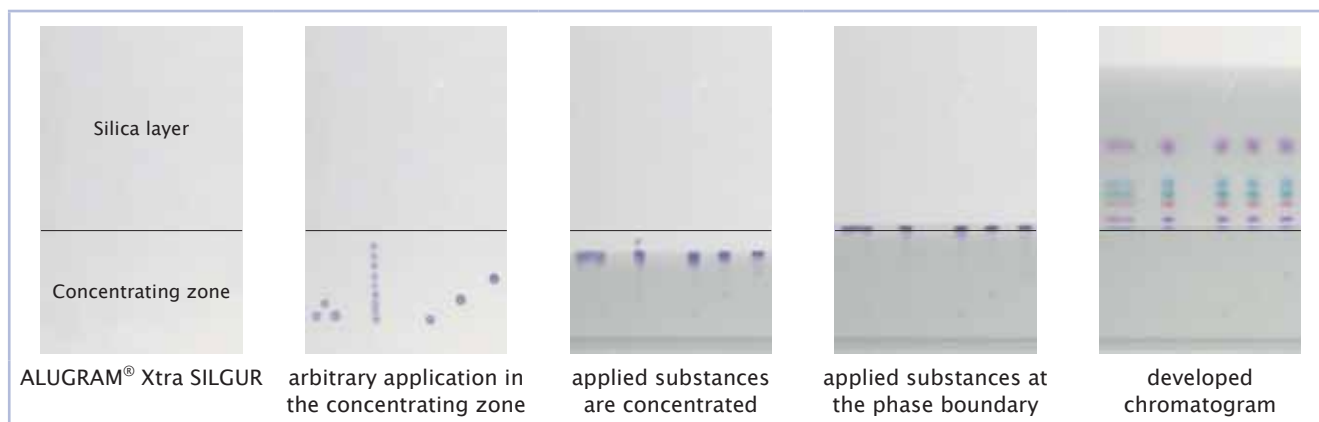 Silica layer
Concentrating zone
ALUGRAM® Xtra SILGUR
arbitrary application in
the concentrating zone
applied substances
are concentrated
applied substances at
the phase boundary
developed
chromatogram